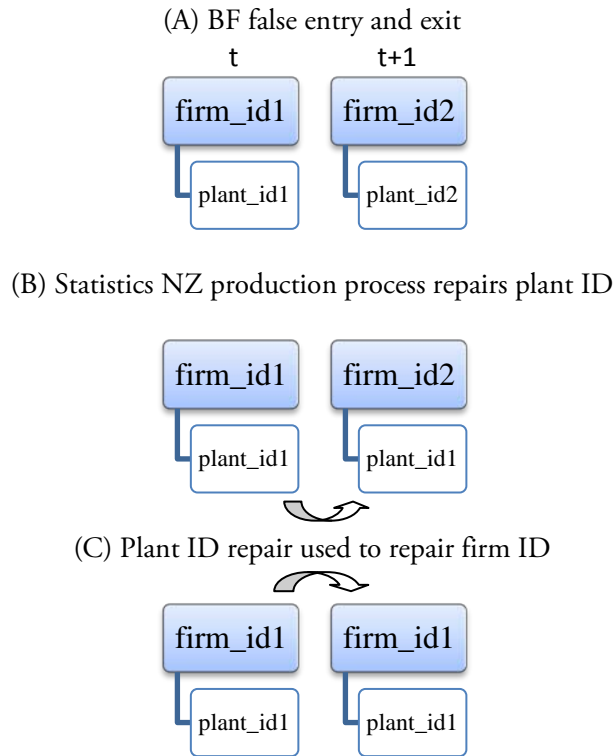 (A) BF false entry and exit
t t+1
firm_id1 firm_id2
plant_id1 plant_id2
(B) Statistics NZ production process repairs plant ID
firm_id1 firm_id2
plant_id1 plant_id1
(C) Plant ID repair used to repair firm ID
firm_id1 firm_id1
plant_id1 plant_id1